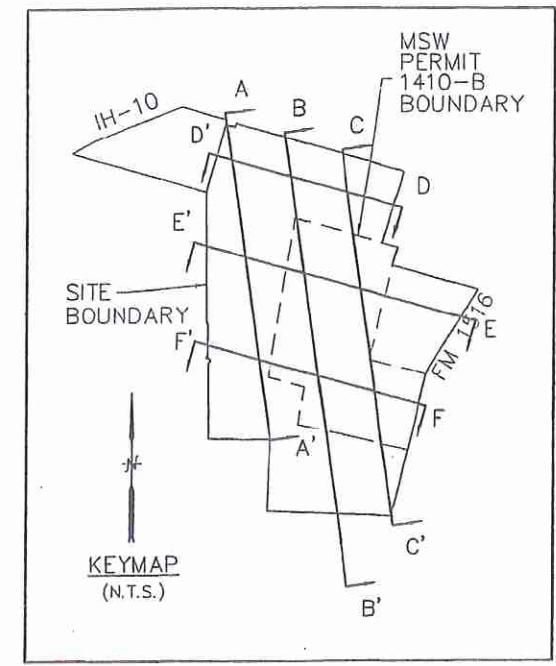 MSW
PERMIT
1410-B
BOUNDARY
A
B
C
IH-10
D'
D
E'
SITE
BOUNDARY
FM 1516
E
F'
F
A'
N
KEYMAP
(N.T.S.)
C'
B'